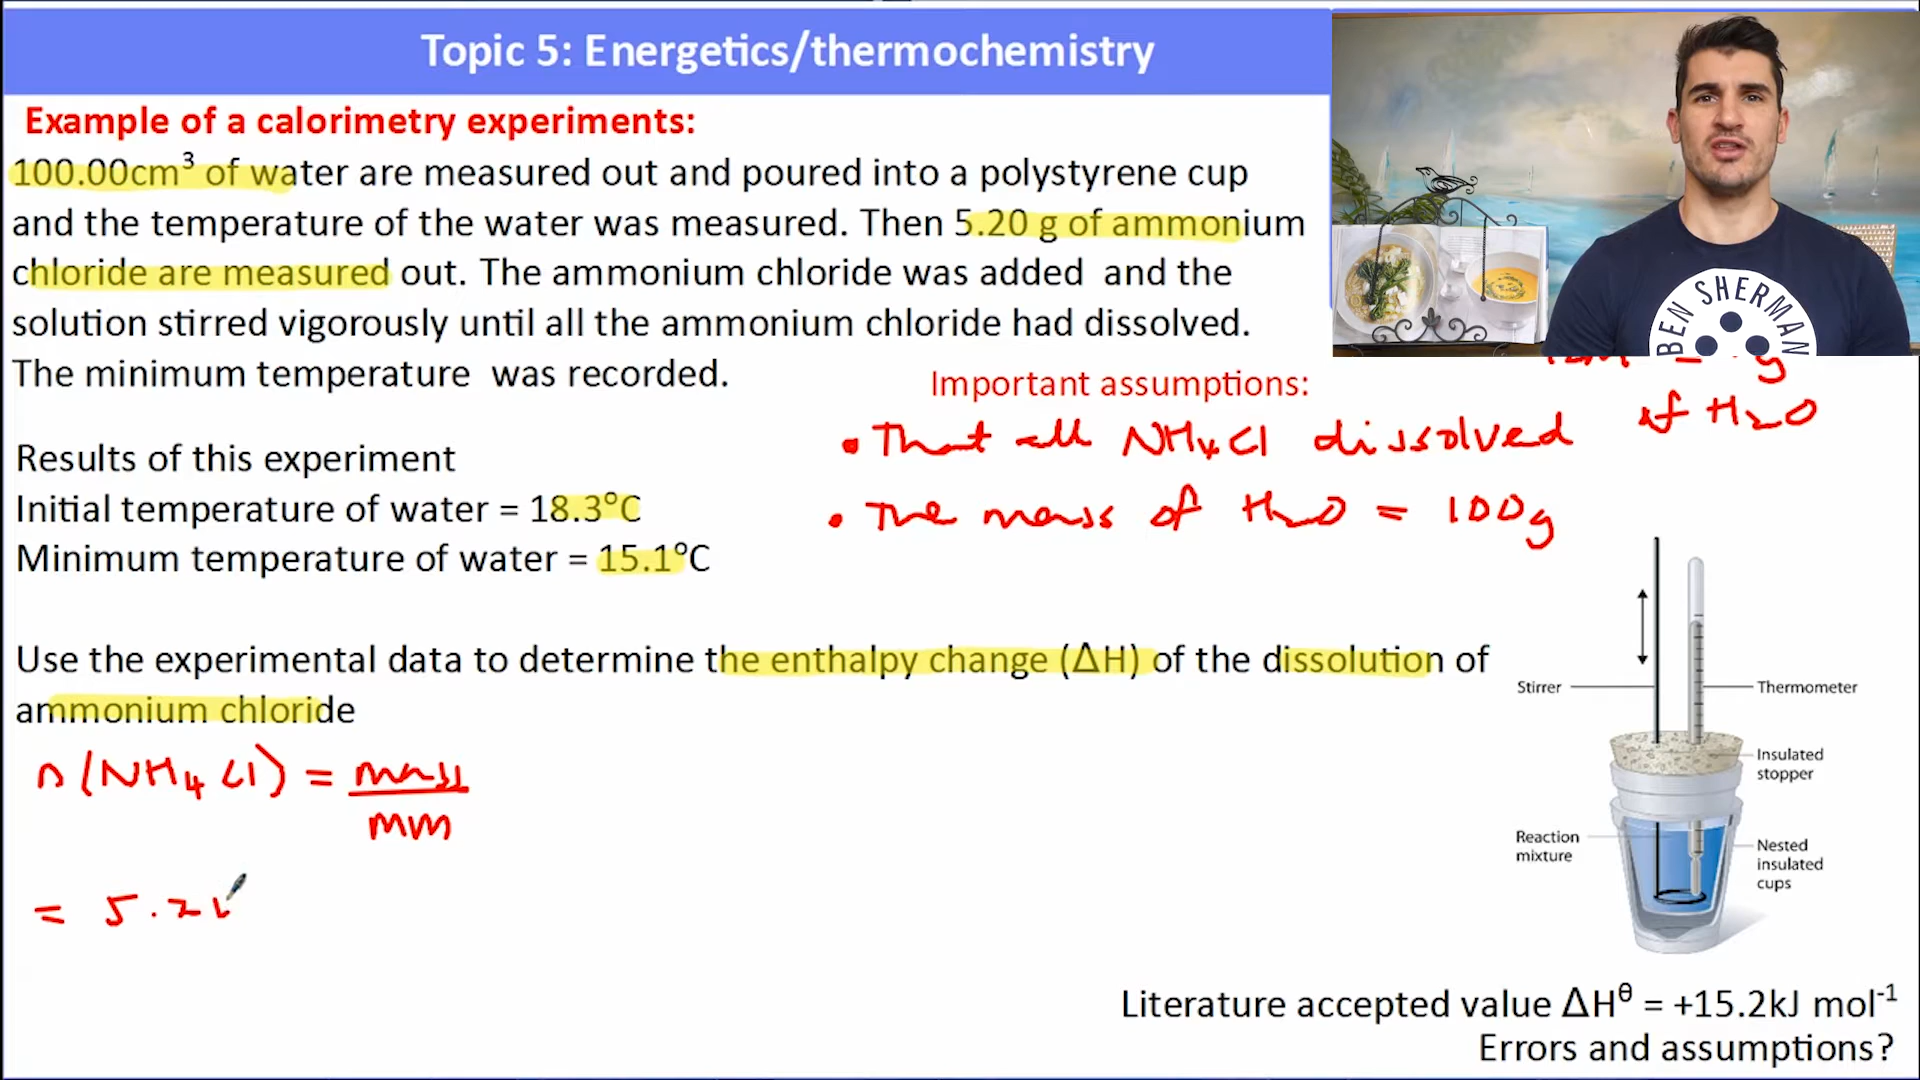 Topic 5: Energetics/thermochemistry
Example of a calorimetry experiments:
100.00cm³ of water are measured out and poured into a polystyrene cup
and the temperature of the water was measured. Then 5.20 g of ammonium
chloride are measured out. The ammonium chloride was added and the
solution stirred vigorously until all the ammonium chloride had dissolved.
The minimum temperature was recorded.
BEN SHERMAN
Important assumptions:
of H₂O
• That all NH₄Cl dissolved
• The mass of H₂O = 100g
Results of this experiment
Initial temperature of water = 18.3°C
Minimum temperature of water = 15.1°C
Use the experimental data to determine the enthalpy change (ΔH) of the dissolution of
ammonium chloride
n(NH₄Cl) = mass
mm
= 5.2
Stirrer
Thermometer
Insulated
stopper
Reaction
mixture
Nested
insulated
cups
Literature accepted value ΔHᶿ = +15.2kJ mol⁻¹
Errors and assumptions?